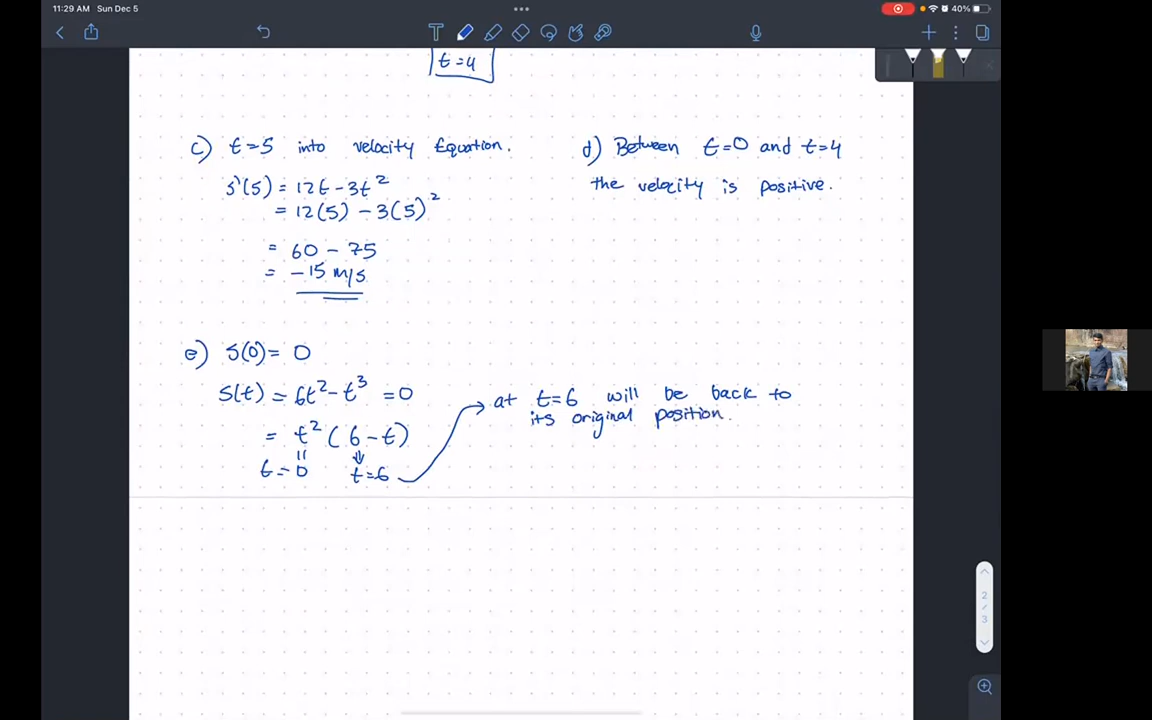 11:29 AM Sun Dec 5
40%
t=4
c) t=5 into velocity Equation.
s'(5) = 12t - 3t²
= 12(5) - 3(5)²
= 60 - 75
= -15 m/s
d) Between t=0 and t=4
the velocity is positive.
e) S(0)= 0
S(t) = 6t² - t³ = 0
= t² (6-t)
t=0 t=6
at t=6 will be back to
its original position.
2
/
3